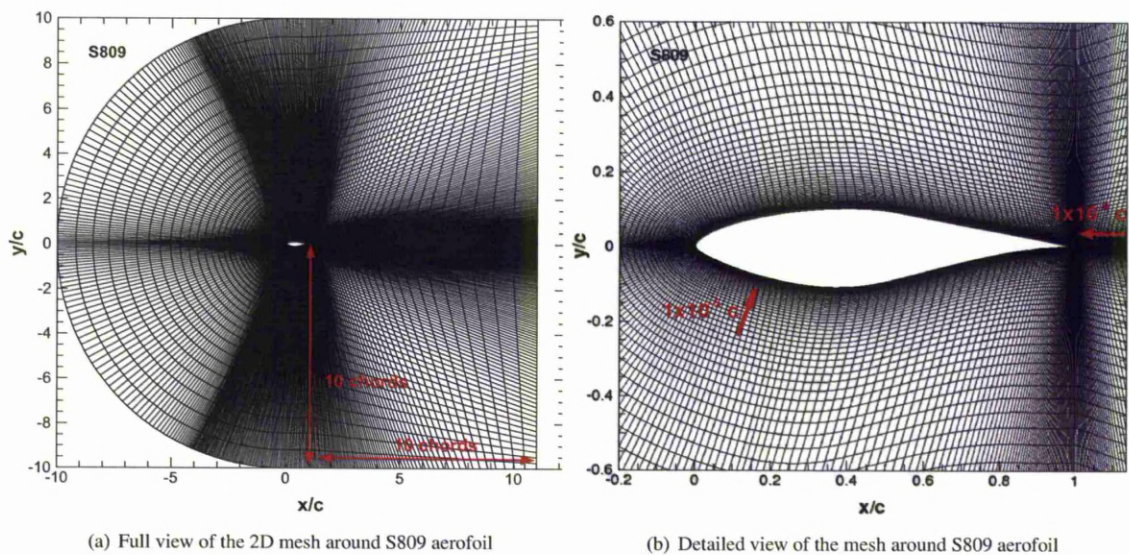 10
S809
8
6
4
2
y/c
0
-2
-4
-6
10 chords
-8
10 chords
-10
-10 -5 0 5 10
x/c
(a) Full view of the 2D mesh around S809 aerofoil
0.6
S809
0.4
0.2
y/c
c
0
c
-0.2
-0.4
-0.6
-0.2 0 0.2 0.4 0.6 0.8 1
x/c
(b) Detailed view of the mesh around S809 aerofoil